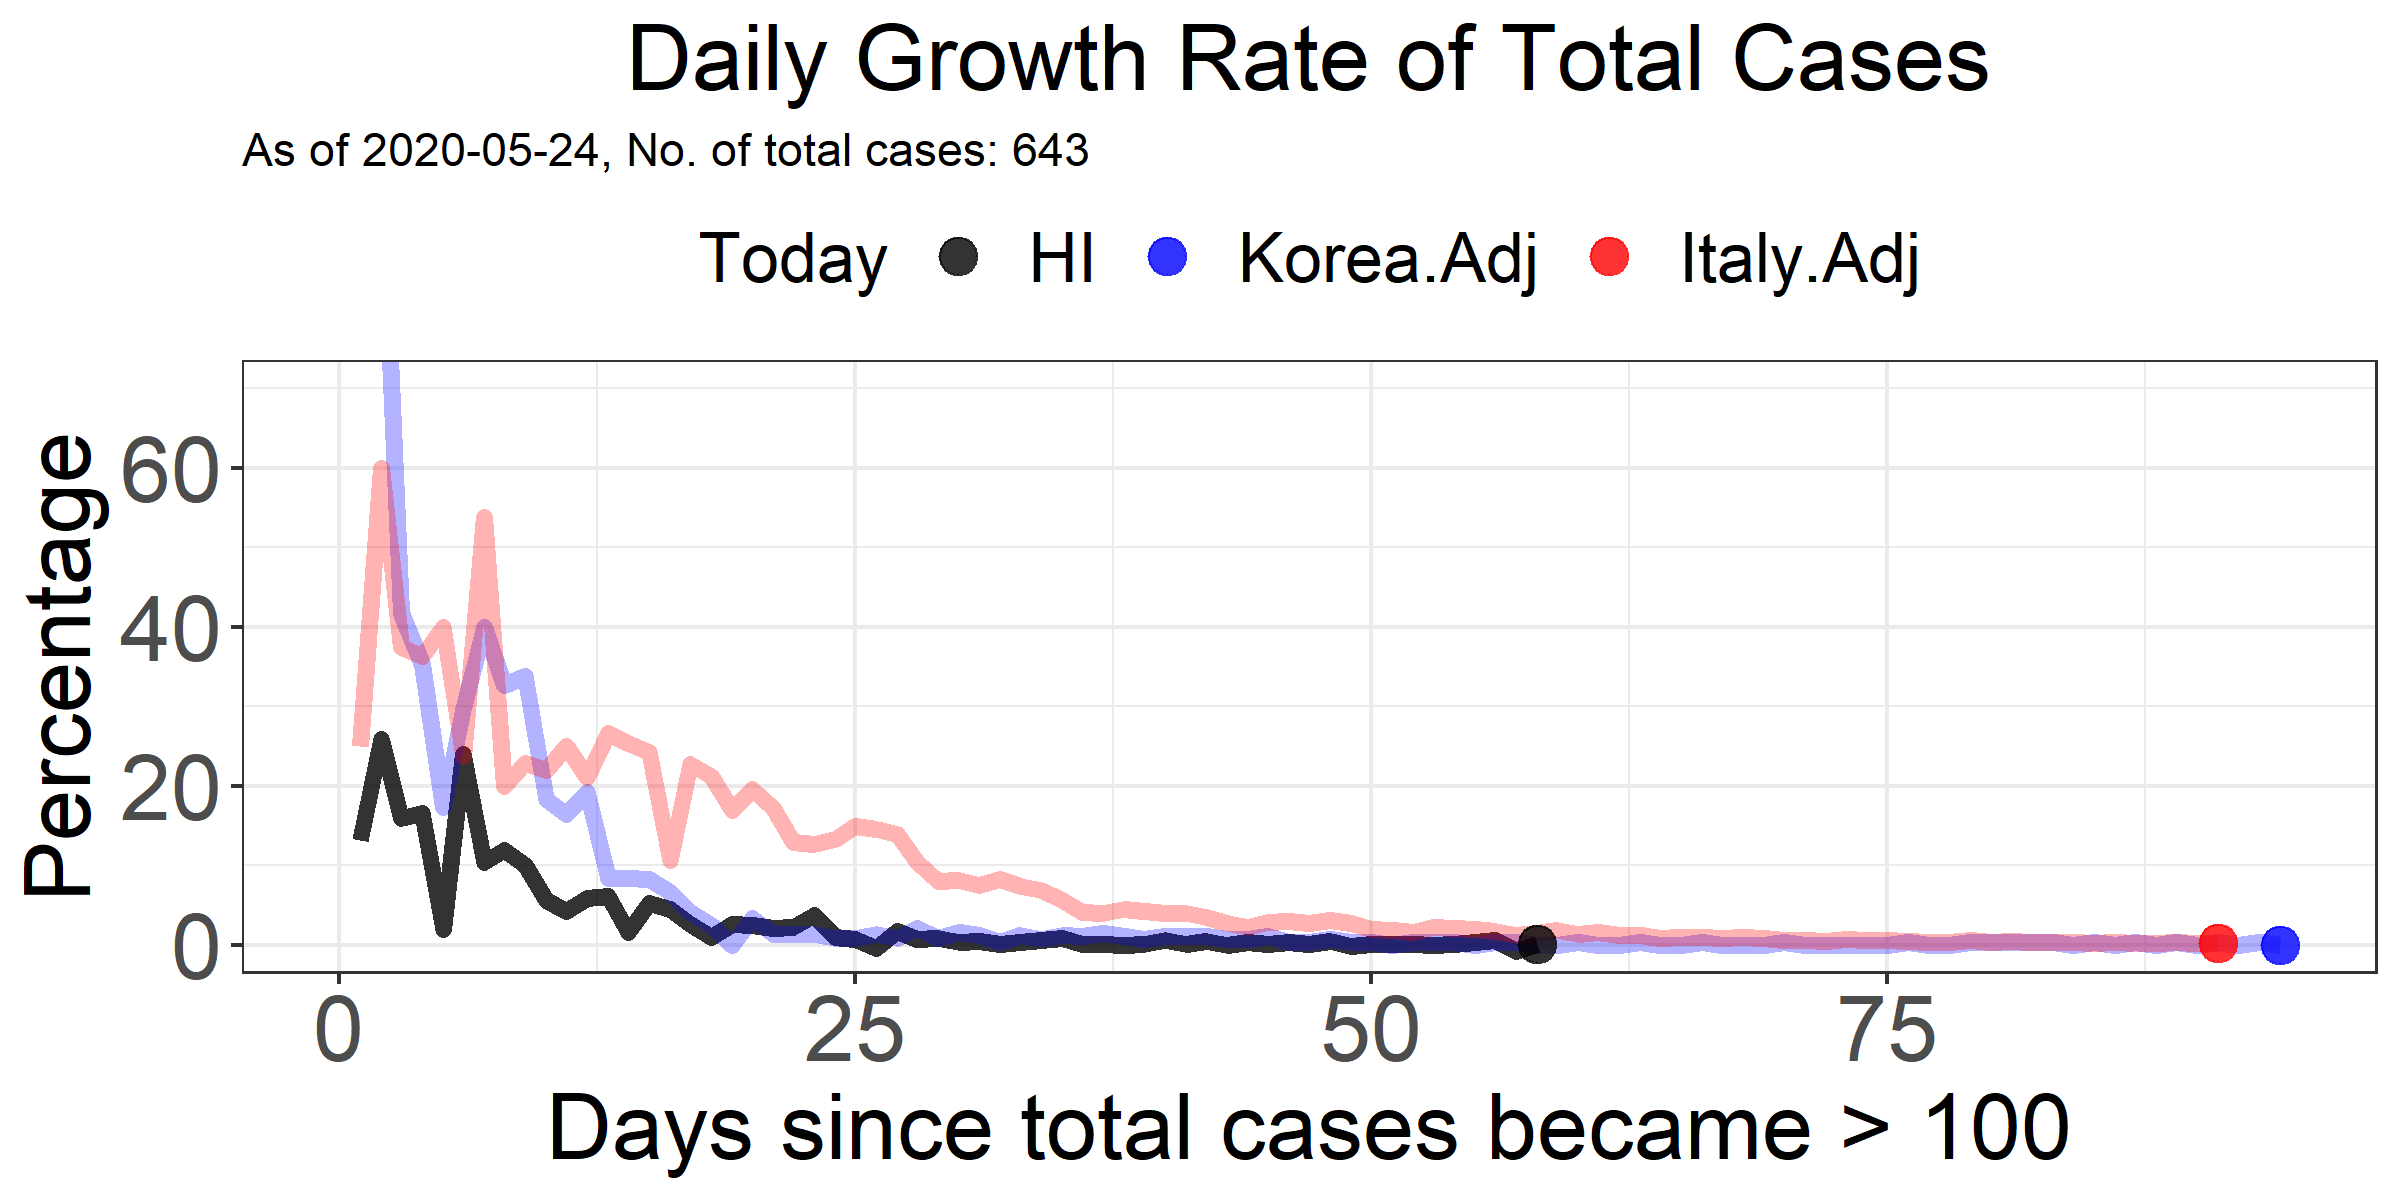 Daily Growth Rate of Total Cases
As of 2020-05-24, No. of total cases: 643
Today HI Korea.Adj Italy.Adj
Percentage
60
40
20
0
0 25 50 75
Days since total cases became > 100